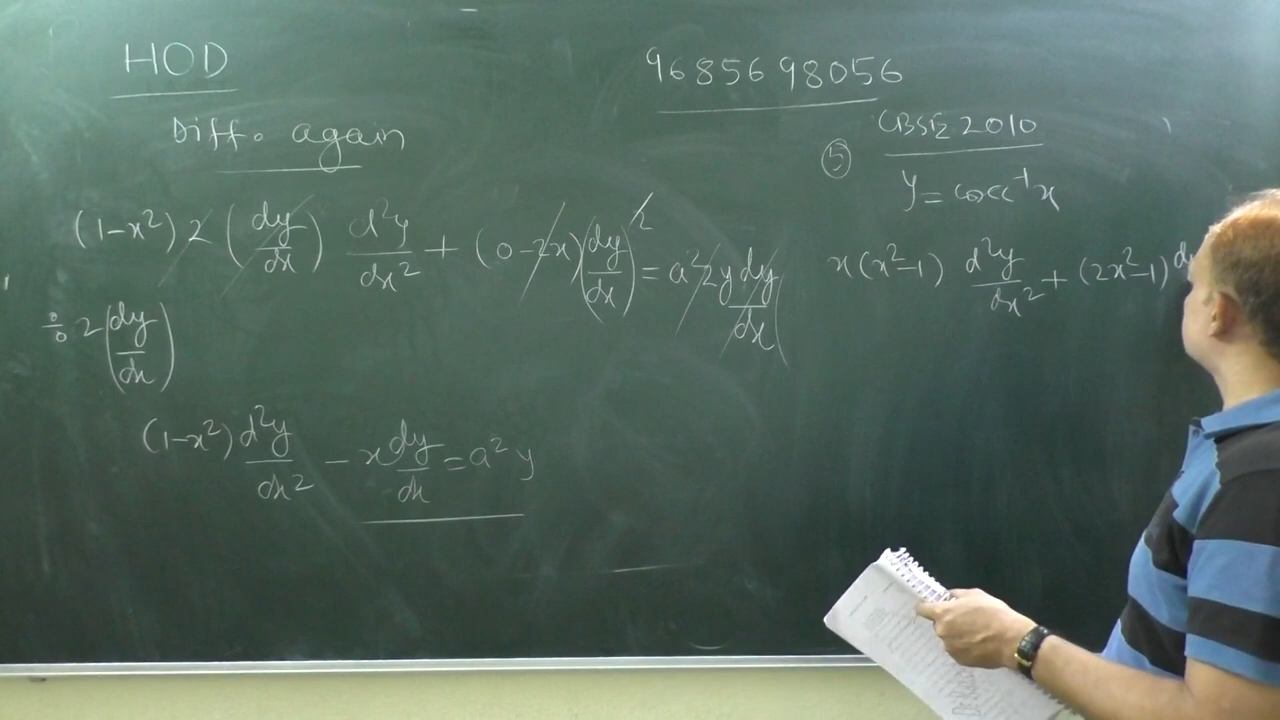 HOD
Diff. again
(1-x²) 2 (dy/dx) d²y/dx² + (0-2x)(dy/dx)² = a² 2y dy/dx
÷ 2(dy/dx)
(1-x²) d²y/dx² - x dy/dx = a² y
9685698056
CBSE 2010
⑤ y = cosec⁻¹x
x(x²-1) d²y/dx² + (2x²-1) dy